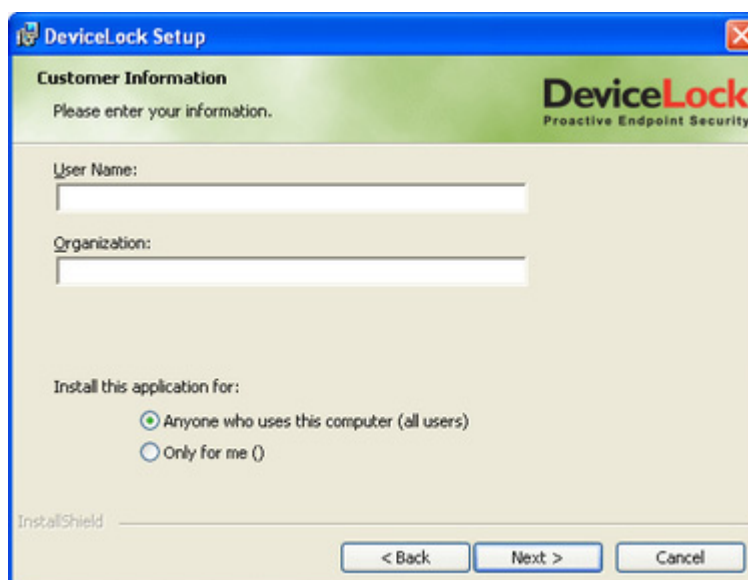 DeviceLock Setup
Customer Information
Please enter your information.
DeviceLock
Proactive Endpoint Security
User Name:
Organization:
Install this application for:
Anyone who uses this computer (all users)
Only for me ()
InstallShield
< Back
Next >
Cancel